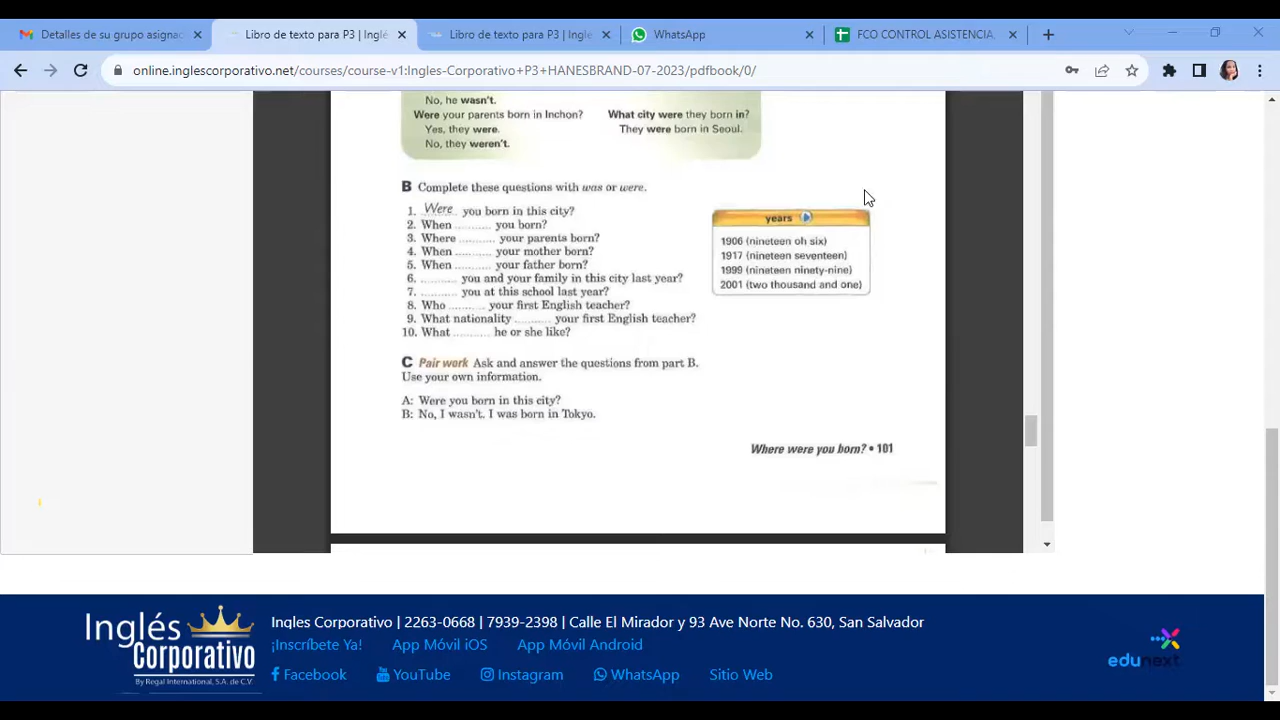 Detalles de su grupo asignac
Libro de texto para P3 | Inglé
Libro de texto para P3 | Inglé
WhatsApp
FCO CONTROL ASISTENCIA
online.inglescorporativo.net/courses/course-v1:Ingles-Corporativo+P3+HANESBRAND-07-2023/pdfbook/0/
No, he wasn't.
Were your parents born in Inchon?
What city were they born in?
Yes, they were.
They were born in Seoul.
No, they weren't.
B Complete these questions with was or were.
1. Were you born in this city?
2. When .......... you born?
3. Where .......... your parents born?
4. When .......... your mother born?
5. When .......... your father born?
6. .......... you and your family in this city last year?
7. .......... you at this school last year?
8. Who .......... your first English teacher?
9. What nationality .......... your first English teacher?
10. What .......... he or she like?
years
1906 (nineteen oh six)
1917 (nineteen seventeen)
1999 (nineteen ninety-nine)
2001 (two thousand and one)
C Pair work Ask and answer the questions from part B.
Use your own information.
A: Were you born in this city?
B: No, I wasn't. I was born in Tokyo.
Where were you born? • 101
Inglés
Corporativo
By Regal International, S.A. de C.V.
Ingles Corporativo | 2263-0668 | 7939-2398 | Calle El Mirador y 93 Ave Norte No. 630, San Salvador
¡Inscríbete Ya!
App Móvil iOS
App Móvil Android
Facebook
YouTube
Instagram
WhatsApp
Sitio Web
edunext